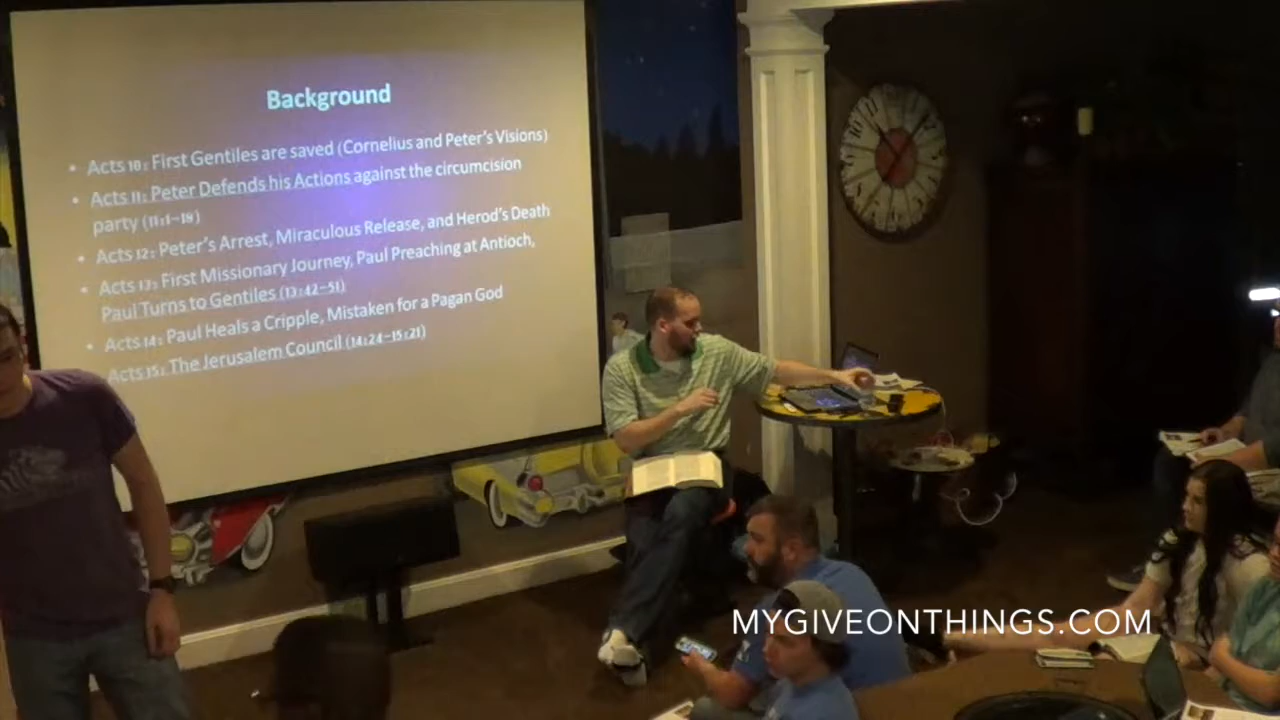 Background
• Acts 10: First Gentiles are saved (Cornelius and Peter's Visions)
• Acts 11: Peter Defends his Actions against the circumcision
party (11:1-18)
• Acts 12: Peter's Arrest, Miraculous Release, and Herod's Death
• Acts 13: First Missionary Journey, Paul Preaching at Antioch,
Paul Turns to Gentiles (13:42-51)
• Acts 14: Paul Heals a Cripple, Mistaken for a Pagan God
Acts 15: The Jerusalem Council (14:24-15:21)
MYGIVEONTHINGS.COM